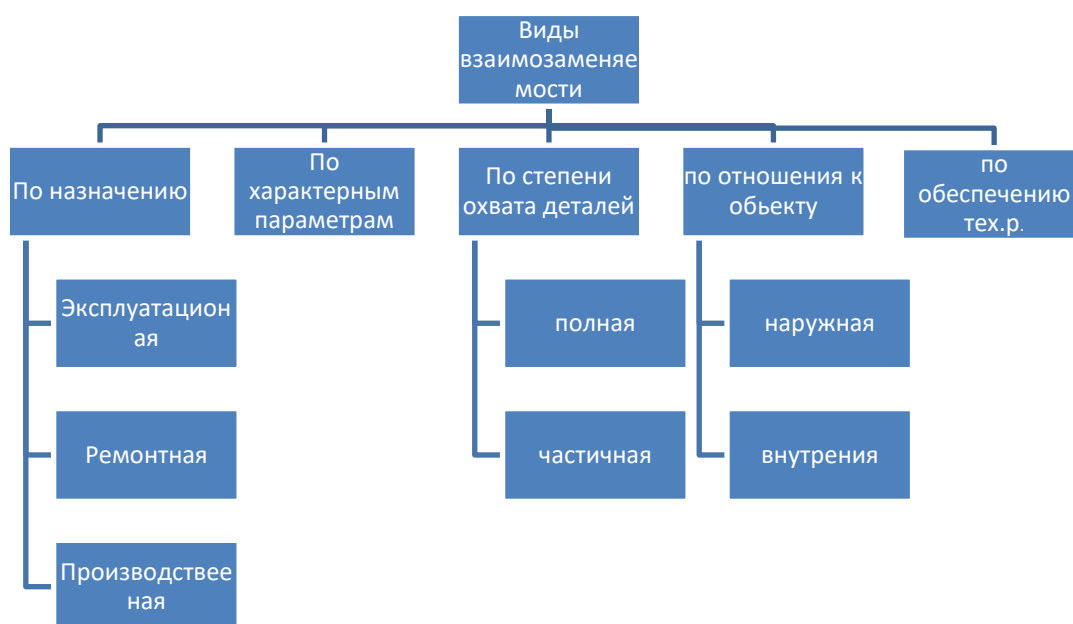 Виды
взаимозаменяе
мости
По назначению
По
характерным
параметрам
По степени
охвата деталей
по отношения к
обьекту
по
обеспечению
тех.р.
Эксплуатацион
ая
Ремонтная
Производствее
ная
полная
частичная
наружная
внутрения